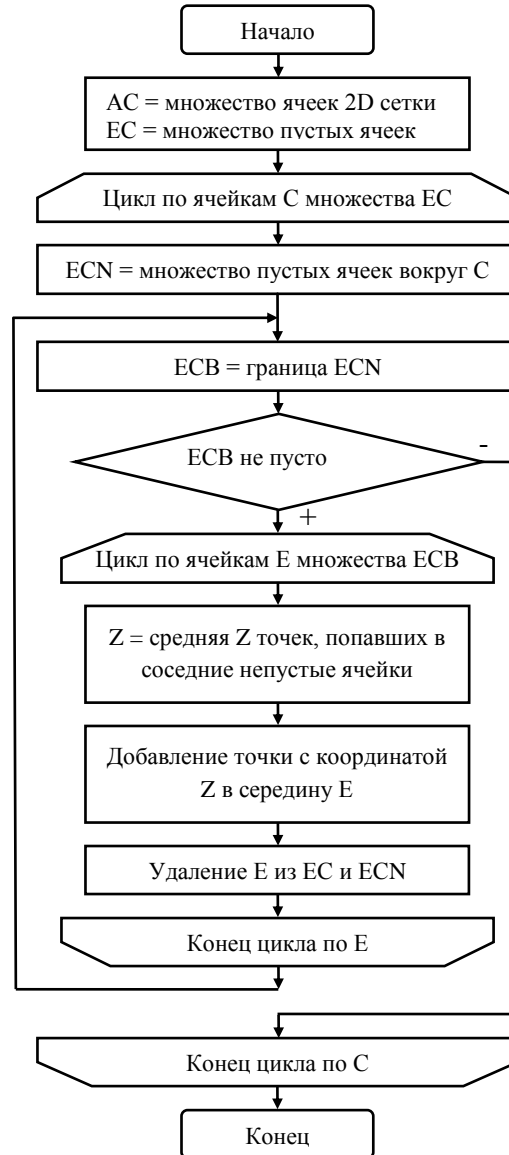 Начало
AC = множество ячеек 2D сетки
EC = множество пустых ячеек
Цикл по ячейкам C множества EC
ECN = множество пустых ячеек вокруг C
ECB = граница ECN
ECB не пусто
-
+
Цикл по ячейкам E множества ECB
Z = средняя Z точек, попавших в
соседние непустые ячейки
Добавление точки с координатой
Z в середину E
Удаление E из EC и ECN
Конец цикла по E
Конец цикла по C
Конец